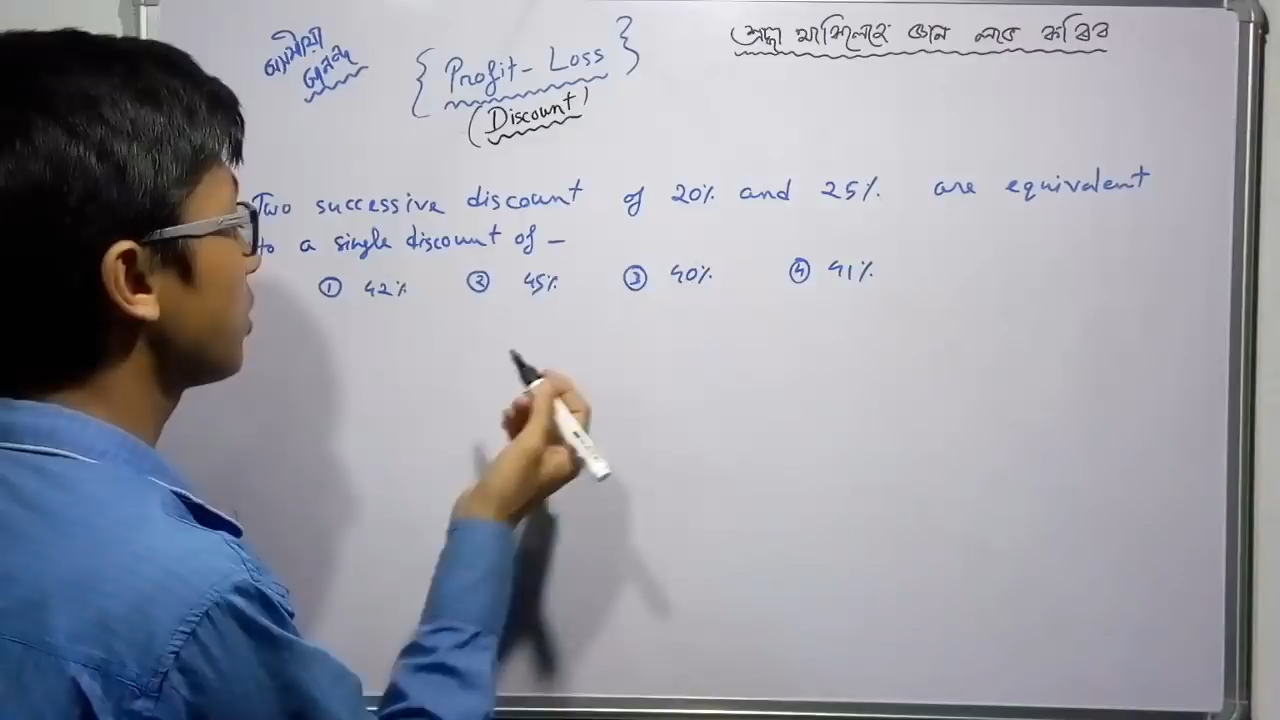 { Profit - Loss }
(Discount)
Two successive discount of 20% and 25% are equivalent
to a single discount of —
① 42% ② 45% ③ 40% ④ 41%